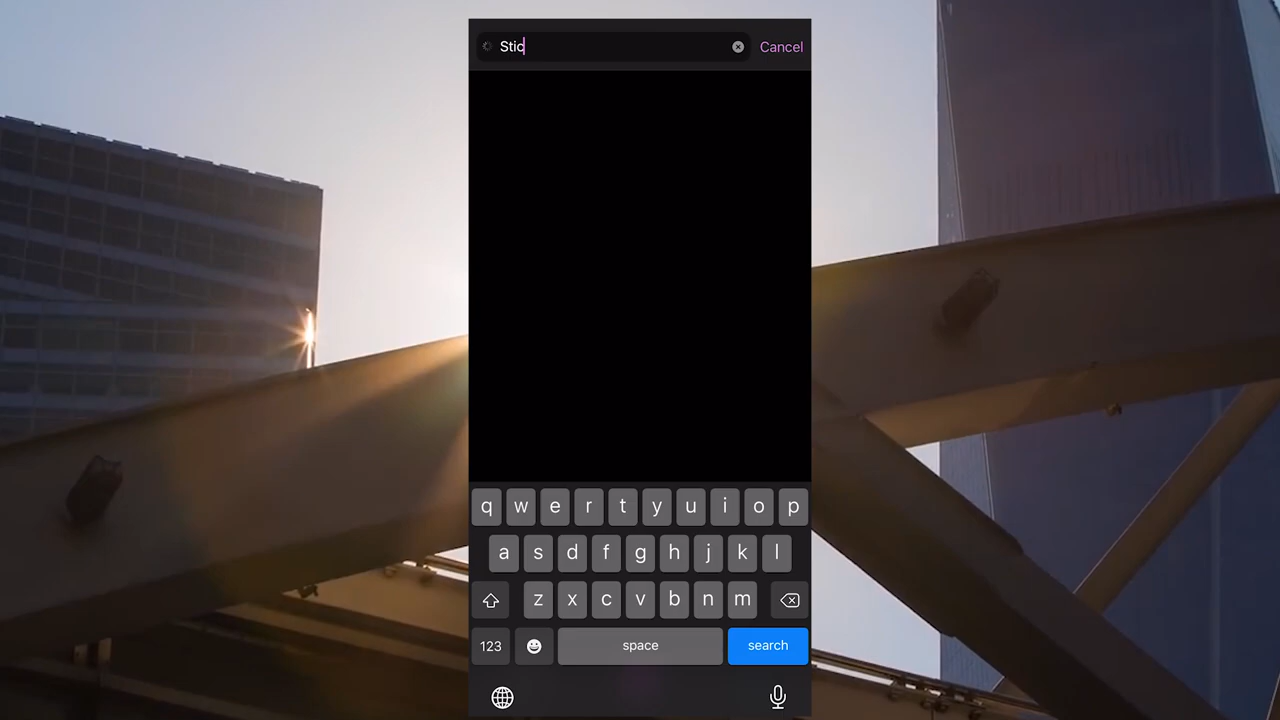 Stic
Cancel
q w e r t y u i o p
a s d f g h j k l
z x c v b n m
123 space search